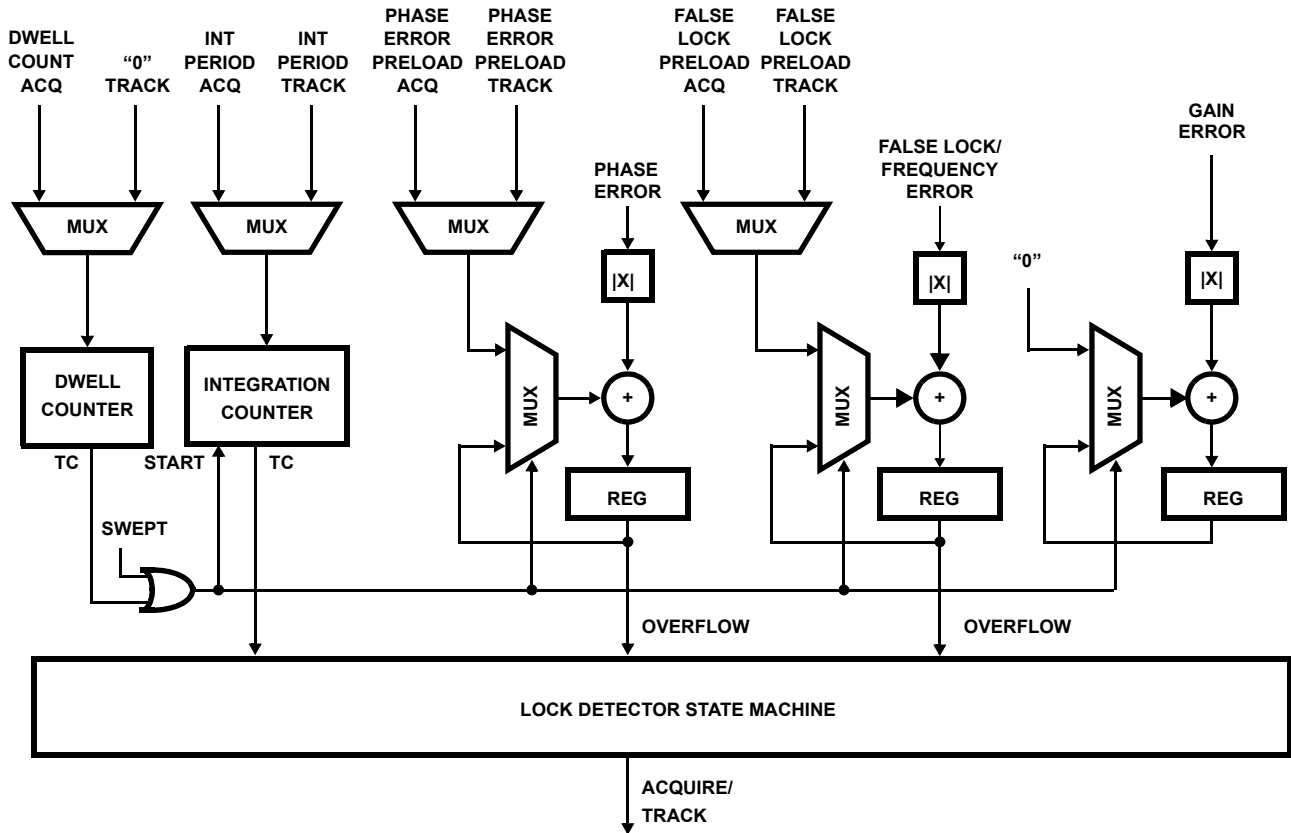 DWELL
COUNT
ACQ
“0”
TRACK
INT
PERIOD
ACQ
INT
PERIOD
TRACK
PHASE
ERROR
PRELOAD
ACQ
PHASE
ERROR
PRELOAD
TRACK
FALSE
LOCK
PRELOAD
ACQ
FALSE
LOCK
PRELOAD
TRACK
GAIN
ERROR
PHASE
ERROR
FALSE LOCK/
FREQUENCY
ERROR
MUX
MUX
MUX
MUX
|X|
|X|
“0”
|X|
DWELL
COUNTER
INTEGRATION
COUNTER
MUX
+
MUX
+
MUX
+
TC
START
TC
REG
REG
REG
SWEPT
OVERFLOW
OVERFLOW
LOCK DETECTOR STATE MACHINE
ACQUIRE/
TRACK